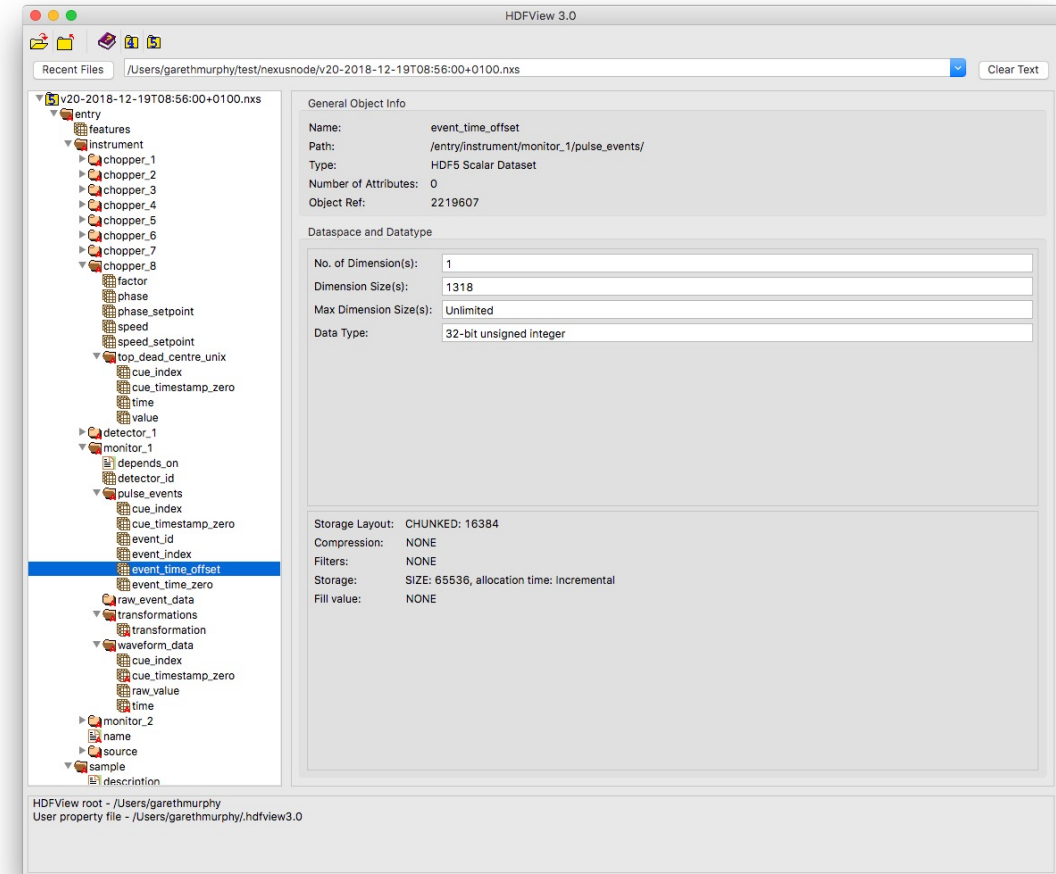 HDFView 3.0
4 5
Recent Files /Users/garethmurphy/test/nexusnode/v20-2018-12-19T08:56:00+0100.nxs Clear Text
5 v20-2018-12-19T08:56:00+0100.nxs
entry
features
instrument
chopper_1
chopper_2
chopper_3
chopper_4
chopper_5
chopper_6
chopper_7
chopper_8
factor
phase
phase_setpoint
speed
speed_setpoint
top_dead_centre_unix
cue_index
cue_timestamp_zero
time
value
detector_1
monitor_1
depends_on
detector_id
pulse_events
cue_index
cue_timestamp_zero
event_id
event_index
event_time_offset
event_time_zero
raw_event_data
transformations
transformation
waveform_data
cue_index
cue_timestamp_zero
raw_value
time
monitor_2
name
source
sample
description
General Object Info
Name: event_time_offset
Path: /entry/instrument/monitor_1/pulse_events/
Type: HDF5 Scalar Dataset
Number of Attributes: 0
Object Ref: 2219607
Dataspace and Datatype
No. of Dimension(s): 1
Dimension Size(s): 1318
Max Dimension Size(s): Unlimited
Data Type: 32-bit unsigned integer
Storage Layout: CHUNKED: 16384
Compression: NONE
Filters: NONE
Storage: SIZE: 65536, allocation time: Incremental
Fill value: NONE
HDFView root - /Users/garethmurphy
User property file - /Users/garethmurphy/.hdfview3.0